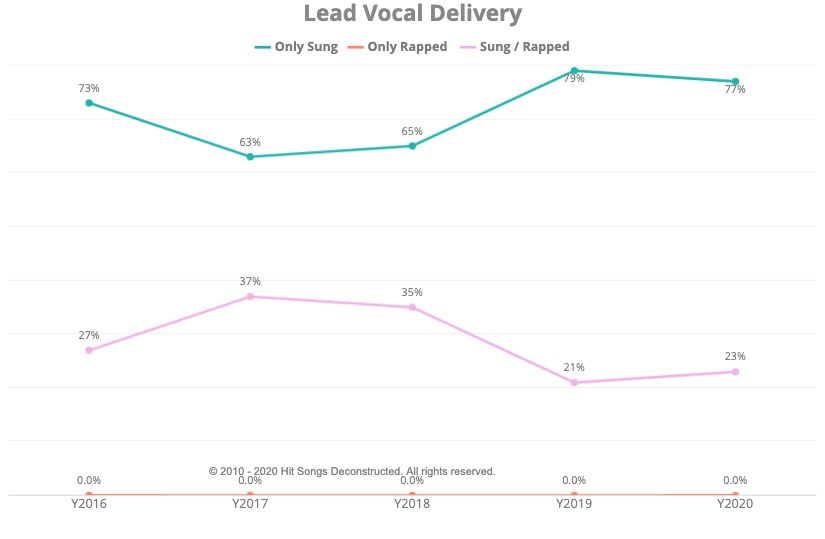 Lead Vocal Delivery
Only Sung Only Rapped Sung / Rapped
79%
73%
77%
63%
65%
37%
35%
27%
21%
23%
© 2010 - 2020 Hit Songs Deconstructed. All rights reserved.
0.0% 0.0% 0.0% 0.0% 0.0%
Y2016 Y2017 Y2018 Y2019 Y2020